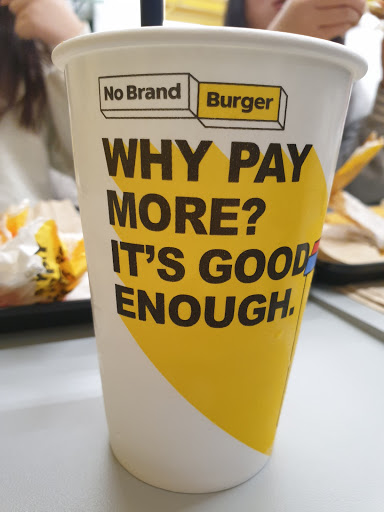 No Brand Burger
WHY PAY
MORE?
IT'S GOOD
ENOUGH.